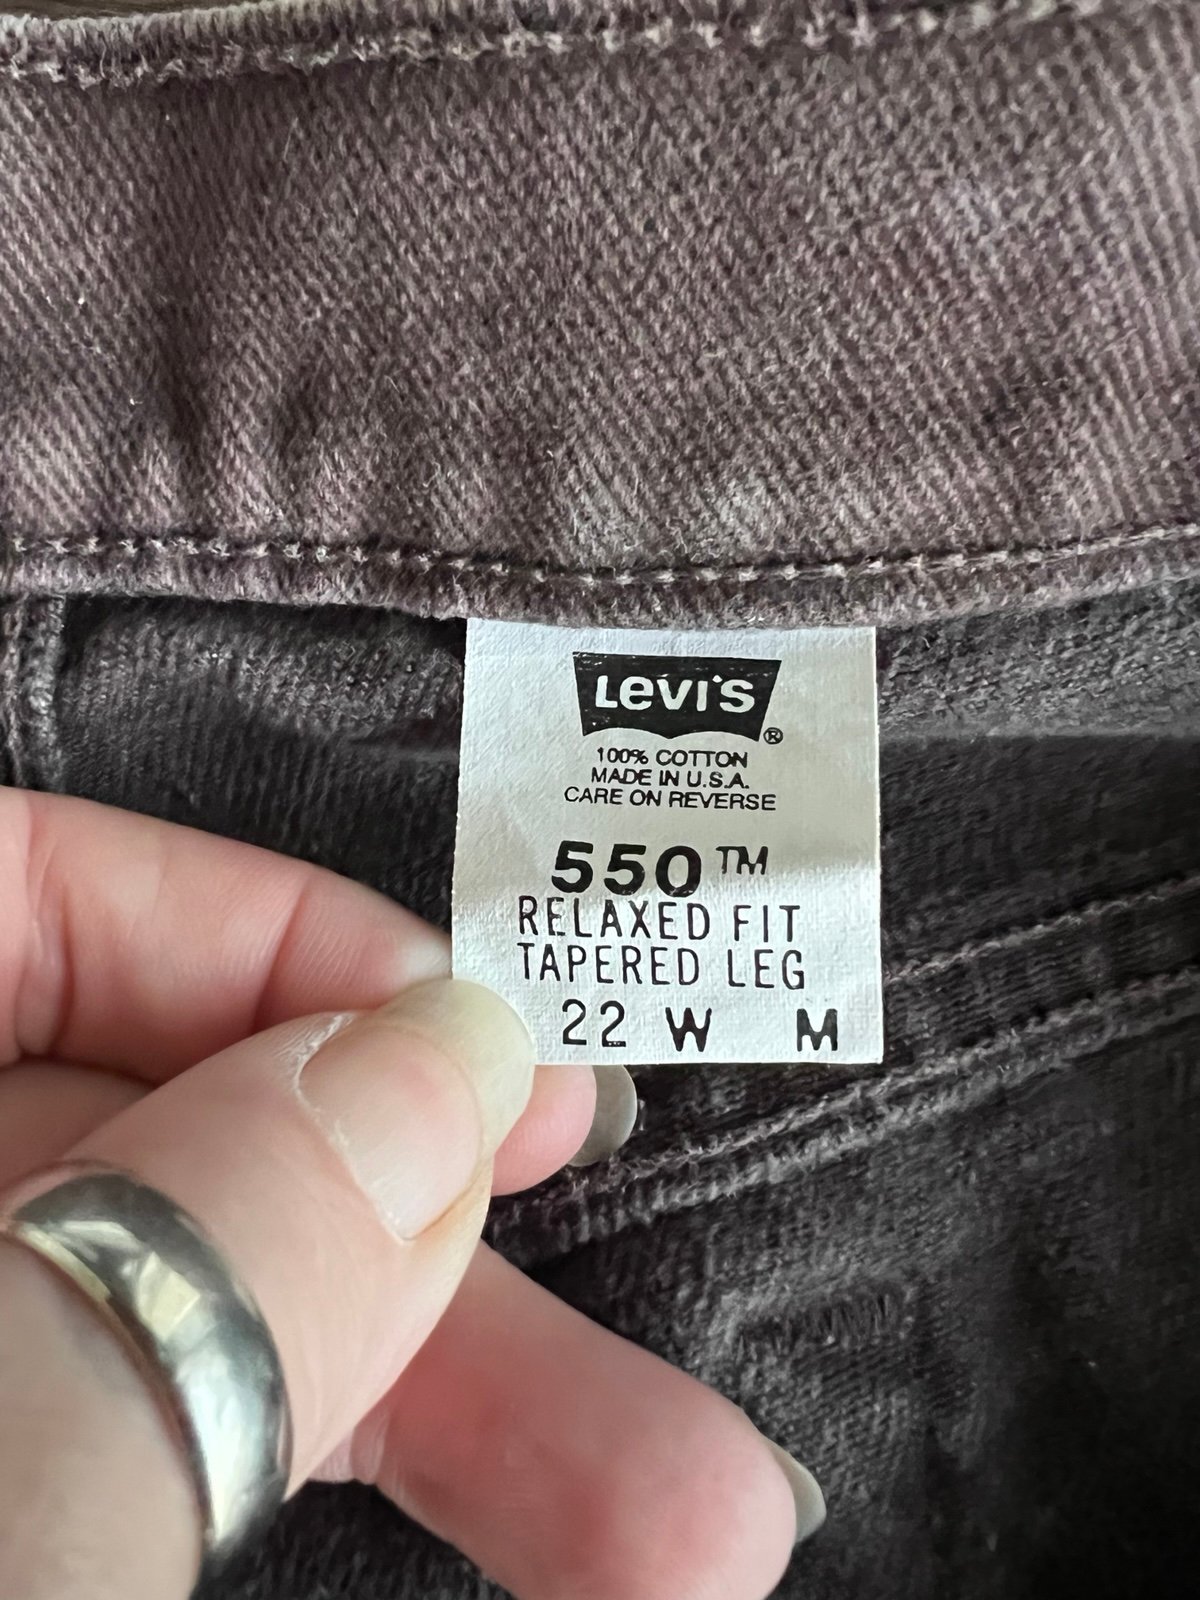 Levi's ®
100% COTTON
MADE IN U.S.A.
CARE ON REVERSE
550™
RELAXED FIT
TAPERED LEG
22 W M